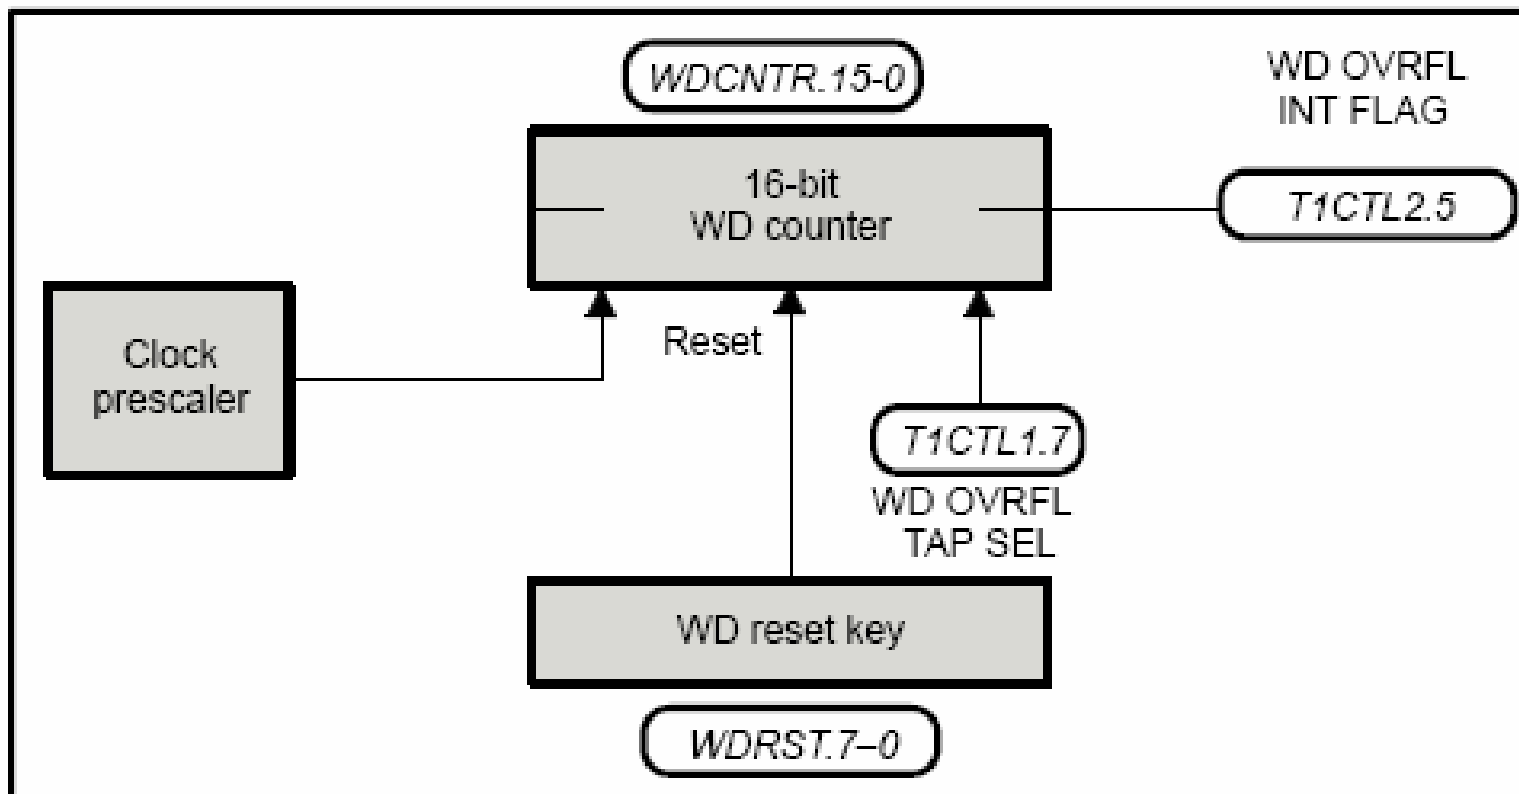 WDCNTR.15-0
WD OVRFL
INT FLAG
16-bit
WD counter
T1CTL2.5
Clock
prescaler
Reset
T1CTL1.7
WD OVRFL
TAP SEL
WD reset key
WDRST.7–0